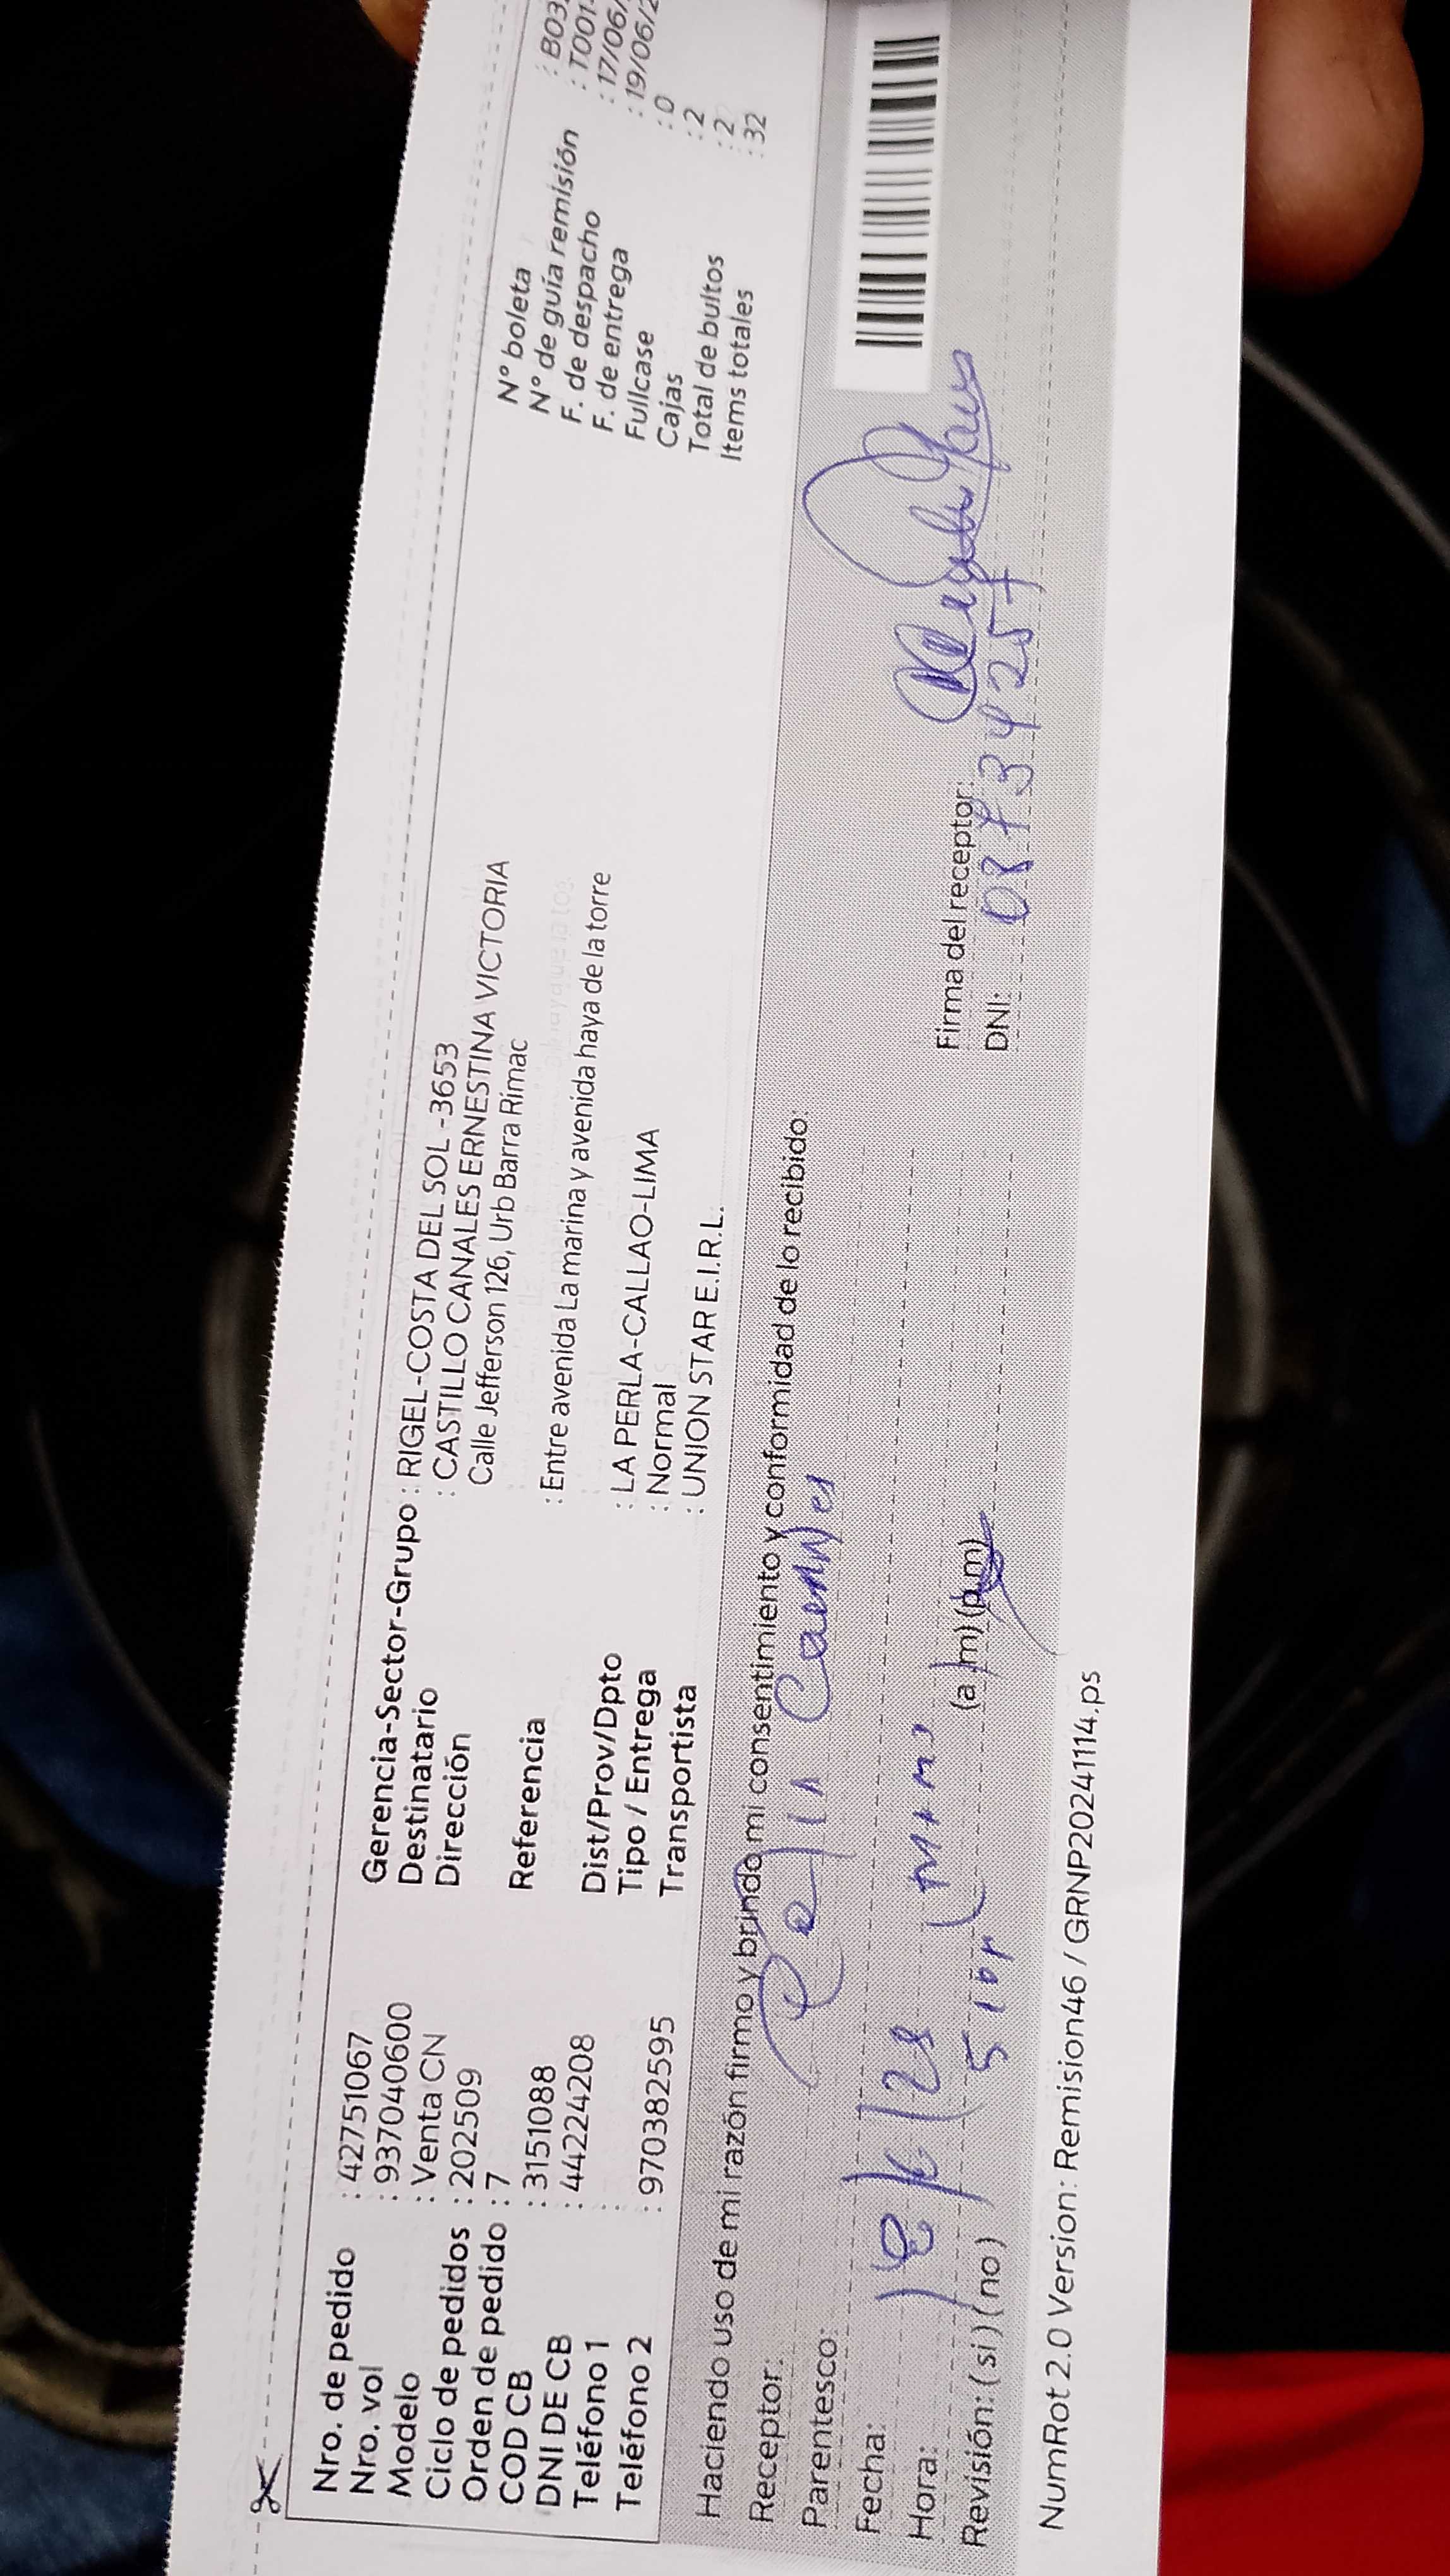 Nro. de pedido : 42751067
Nro. vol : 937040600
Modelo : Venta CN
Ciclo de pedidos : 202509
Orden de pedido : 7
COD CB : 3151088
DNI DE CB : 44224208
Teléfono 1 :
Teléfono 2 : 970382595
Gerencia-Sector-Grupo : RIGEL-COSTA DEL SOL -3653
Destinatario : CASTILLO CANALES ERNESTINA VICTORIA
Dirección Calle Jefferson 126, Urb Barra Rimac
Referencia : Entre avenida La marina y avenida haya de la torre
Dist/Prov/Dpto : LA PERLA-CALLAO-LIMA
Tipo / Entrega : Normal
Transportista : UNION STAR E.I.R.L.
N° boleta : B03
N° de guía remisión : T001-
F. de despacho : 17/06/
F. de entrega : 19/06/2
Fullcase : 0
Cajas : 2
Total de bultos : 2
Items totales : 32
Haciendo uso de mi razón firmo y brindo mi consentimiento y conformidad de lo recibido:
Receptor:
Parentesco:
Fecha:
Hora: (a m) (p m)
Revisión: (si) (no)
Firma del receptor:
DNI:
NumRot 2.0 Version: Remision46 / GRNP20241114.ps